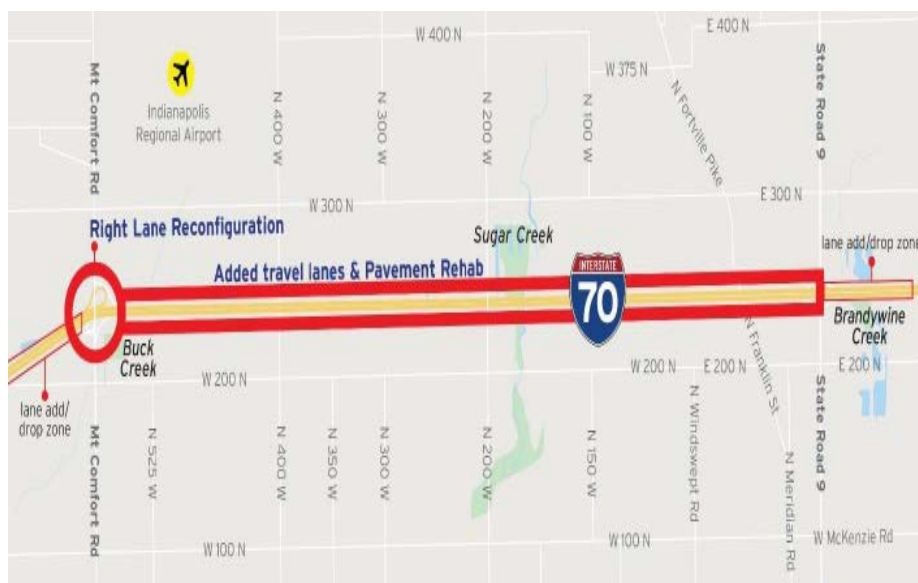 W 400 N
E 400 N
W 375 N
Mt Comfort Rd
Indianapolis
Regional Airport
N 400 W
N 300 W
N 200 W
N 100 W
N Fortville Pike
State Road 9
W 300 N
E 300 N
Right Lane Reconfiguration
Sugar Creek
lane add/drop zone
Added travel lanes & Pavement Rehab
INTERSTATE
70
Buck
Creek
Brandywine
Creek
N Franklin St
W 200 N
W 200 N
E 200 N
E 200 N
lane add/
drop zone
Mt Comfort Rd
N 525 W
N 400 W
N 350 W
N 300 W
N 200 W
N 150 W
N Windswept Rd
N Meridian Rd
State Road 9
W 100 N
W 100 N
W McKenzie Rd